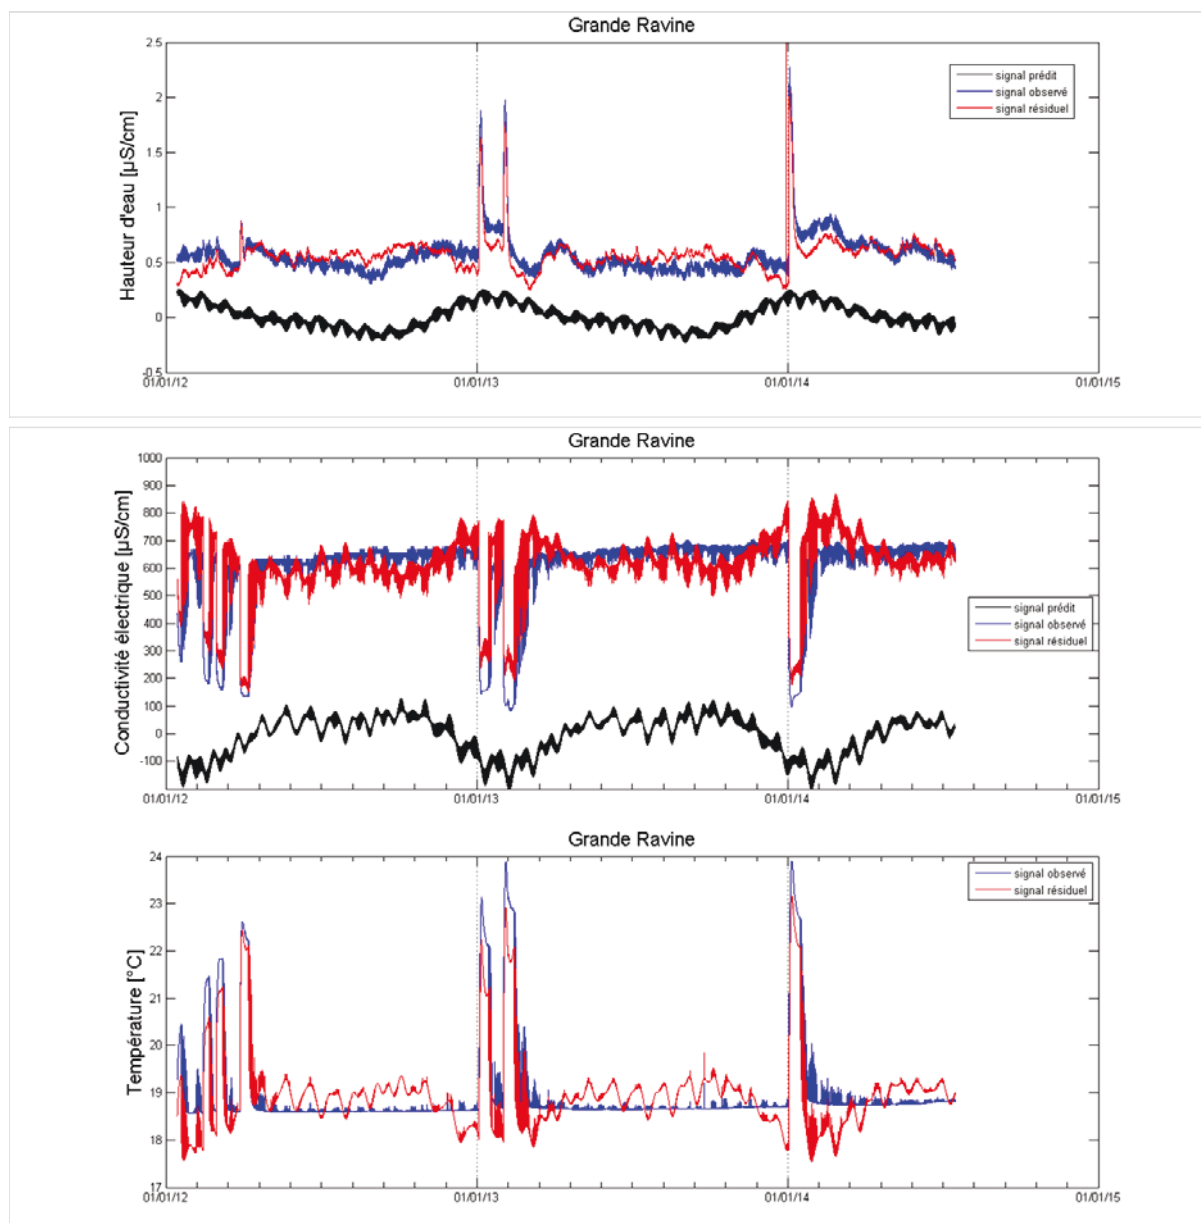 Grande Ravine
Hauteur d'eau [µS/cm]
2.5
2
1.5
1
0.5
0
-0.5
signal prédit
signal observé
signal résiduel
01/01/12 01/01/13 01/01/14 01/01/15
Grande Ravine
Conductivité électrique [µS/cm]
1000
900
800
700
600
500
400
300
200
100
0
-100
signal prédit
signal observé
signal résiduel
01/01/12 01/01/13 01/01/14 01/01/15
Grande Ravine
Température [°C]
24
23
22
21
20
19
18
17
signal observé
signal résiduel
01/01/12 01/01/13 01/01/14 01/01/15